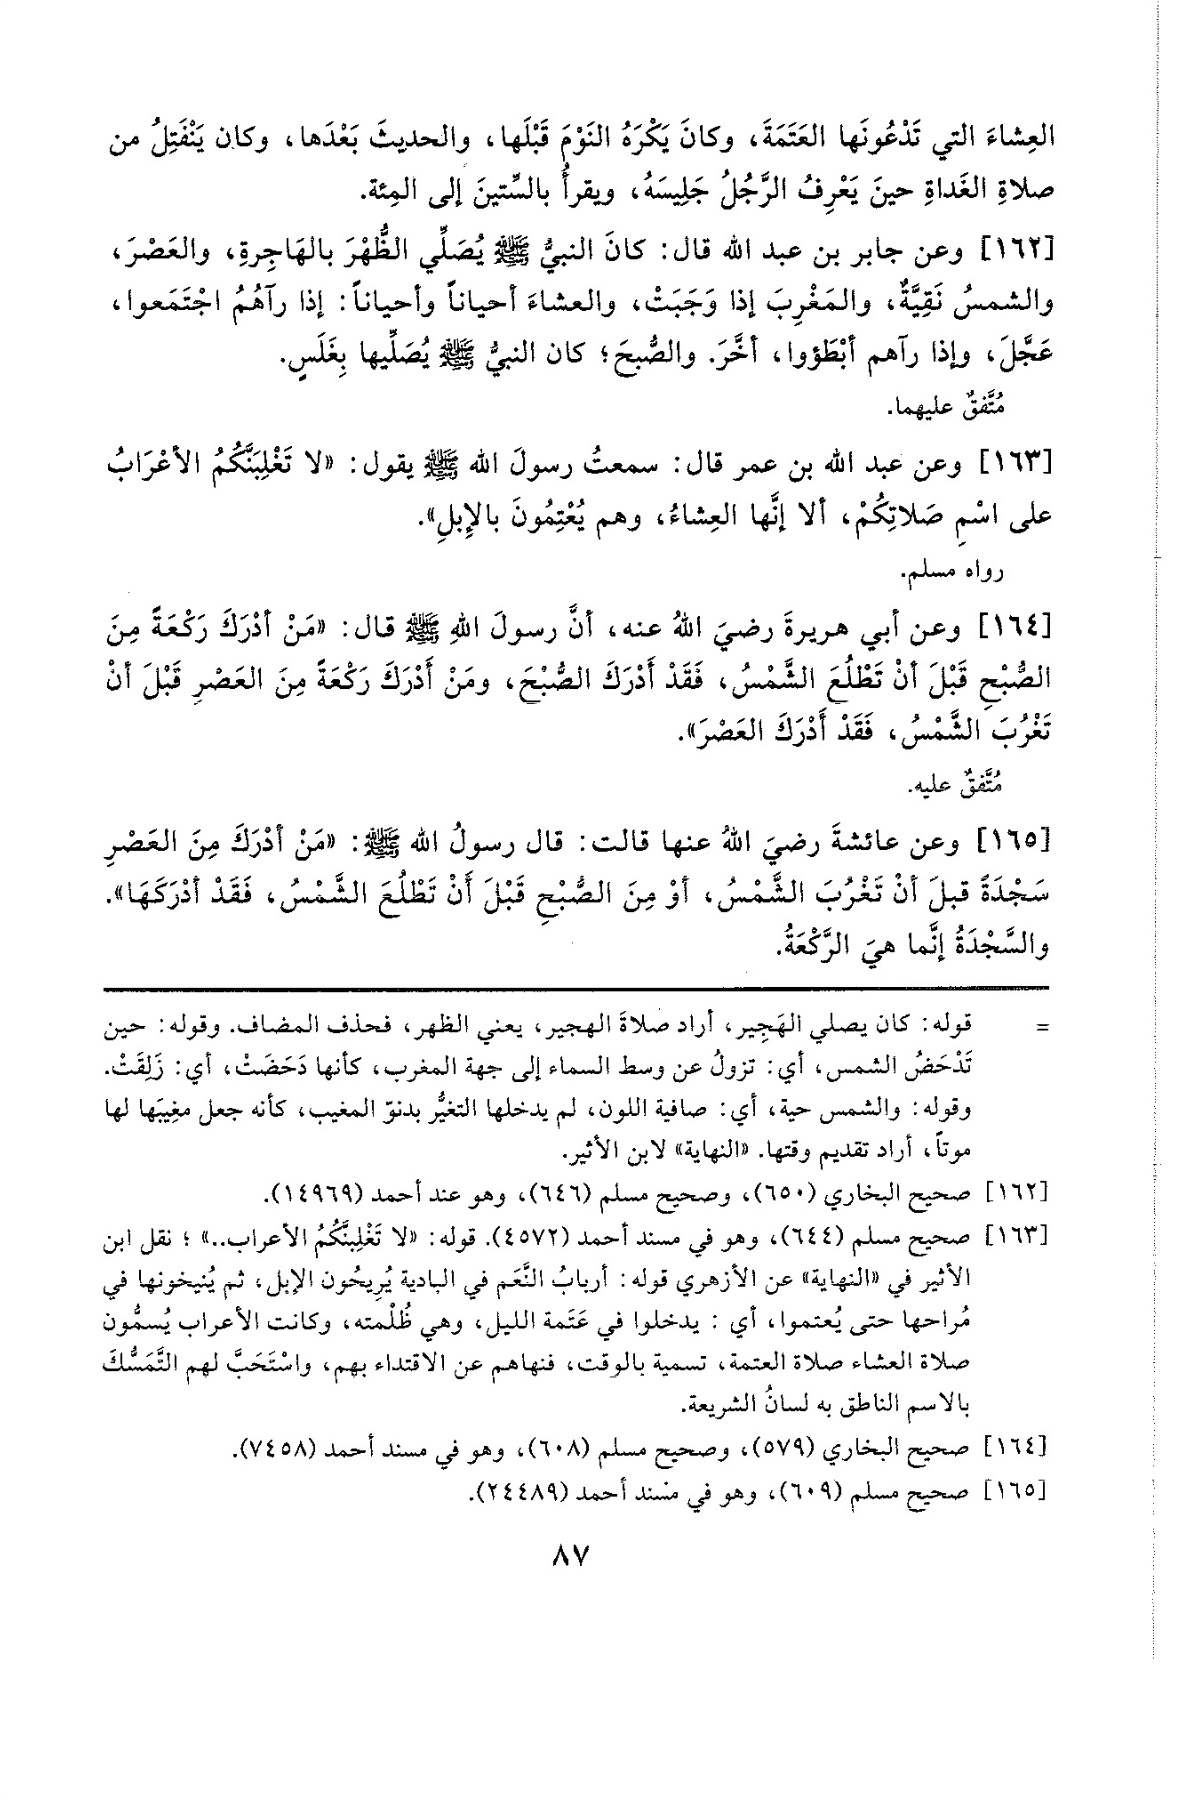 العِشاءَ التي تَدْعُونَها العَتَمَةَ، وكانَ يَكْرَهُ النَوْمَ قَبْلَها، والحديثَ بَعْدَها، وكان يَنْفَتِلُ من
صلاةِ الغَداةِ حينَ يَعْرِفُ الرَّجُلُ جَلِيسَهُ، ويقرأُ بالسِّتينَ إلى المِئة.
[١٦٢] وعن جابر بن عبد الله قال: كانَ النبيُّ ﷺ يُصَلِّي الظُّهْرَ بالهَاجِرةِ، والعَصْرَ،
والشمسُ نَقِيَّةٌ، والمَغْرِبَ إذا وَجَبَتْ، والعشاءَ أحياناً وأحياناً: إذا رآهُمُ اجْتَمَعوا،
عَجَّلَ، وإذا رآهم أبْطَؤوا، أخَّرَ. والصُّبحَ؛ كان النبيُّ ﷺ يُصَلِّيها بِغَلَسٍ.
مُتَّفقٌ عليهما.
[١٦٣] وعن عبد الله بن عمر قال: سمعتُ رسولَ الله ﷺ يقول: «لا تَغْلِبَنَّكُمُ الأعْرَابُ
على اسْمِ صَلاتِكُمْ، ألا إنَّها العِشاءُ، وهم يُعْتِمُونَ بالإِبلِ».
رواه مسلم.
[١٦٤] وعن أبي هريرةَ رضيَ اللهُ عنه، أنَّ رسولَ اللهِ ﷺ قال: «مَنْ أدْرَكَ رَكْعَةً مِنَ
الصُّبْحِ قَبْلَ أنْ تَطْلُعَ الشَّمْسُ، فَقَدْ أَدْرَكَ الصُّبْحَ، ومَنْ أَدْرَكَ رَكْعَةً مِنَ العَصْرِ قَبْلَ أنْ
تَغْرُبَ الشَّمْسُ، فَقَدْ أَدْرَكَ العَصْرَ».
مُتَّفقٌ عليه.
[١٦٥] وعن عائشةَ رضيَ اللهُ عنها قالت: قال رسولُ الله ﷺ: «مَنْ أدْرَكَ مِنَ العَصْرِ
سَجْدَةً قبلَ أنْ تَغْرُبَ الشَّمْسُ، أوْ مِنَ الصُّبْحِ قَبْلَ أَنْ تَطْلُعَ الشَّمْسُ، فَقَدْ أدْرَكَهَا».
والسَّجْدَةُ إنَّما هيَ الرَّكْعَةُ.
= قوله: كان يصلي الهَجِير، أراد صلاةَ الهجير، يعني الظهر، فحذف المضاف. وقوله: حين
تَدْحَضُ الشمس، أي: تزولُ عن وسط السماء إلى جهة المغرب، كأنها دَحَضَتْ، أي: زَلِقَتْ.
وقوله: والشمس حية، أي: صافية اللون، لم يدخلها التغيُّر بدنوّ المغيب، كأنه جعل مغِيبَها لها
موتاً، أراد تقديم وقتها. «النهاية» لابن الأثير.
[١٦٢] صحيح البخاري (٦٥٠)، وصحيح مسلم (٦٤٦)، وهو عند أحمد (١٤٩٦٩).
[١٦٣] صحيح مسلم (٦٤٤)، وهو في مسند أحمد (٤٥٧٢). قوله: «لا تَغْلِبنَّكُمُ الأعراب..» ؛ نقل ابن
الأثير في «النهاية» عن الأزهري قوله: أربابُ النَّعَم في البادية يُرِيحُون الإبل، ثم يُنيخونها في
مُراحها حتى يُعتموا، أي : يدخلوا في عَتَمة الليل، وهي ظُلْمته، وكانت الأعراب يُسمُّون
صلاة العشاء صلاة العتمة، تسمية بالوقت، فنهاهم عن الاقتداء بهم، واسْتَحَبَّ لهم التَّمَسُّكَ
بالاسم الناطق به لسانُ الشريعة.
[١٦٤] صحيح البخاري (٥٧٩)، وصحيح مسلم (٦٠٨)، وهو في مسند أحمد (٧٤٥٨).
[١٦٥] صحيح مسلم (٦٠٩)، وهو في مسند أحمد (٢٤٤٨٩).
٨٧